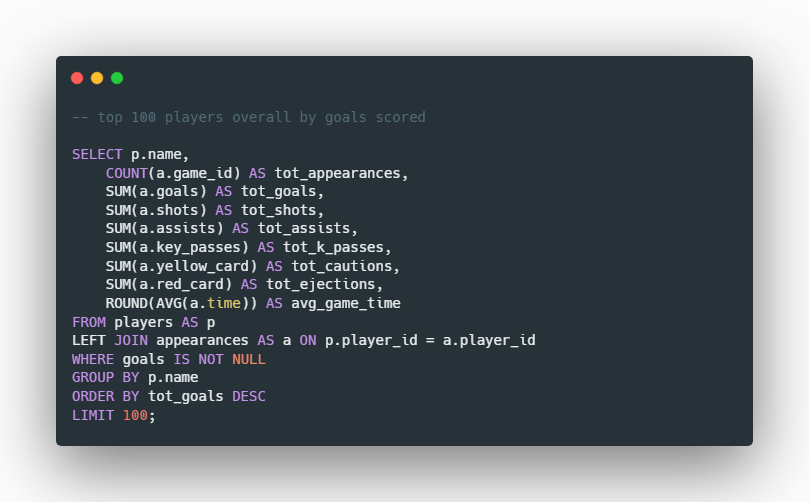 -- top 100 players overall by goals scored
SELECT p.name,
COUNT(a.game_id) AS tot_appearances,
SUM(a.goals) AS tot_goals,
SUM(a.shots) AS tot_shots,
SUM(a.assists) AS tot_assists,
SUM(a.key_passes) AS tot_k_passes,
SUM(a.yellow_card) AS tot_cautions,
SUM(a.red_card) AS tot_ejections,
ROUND(AVG(a.time)) AS avg_game_time
FROM players AS p
LEFT JOIN appearances AS a ON p.player_id = a.player_id
WHERE goals IS NOT NULL
GROUP BY p.name
ORDER BY tot_goals DESC
LIMIT 100;